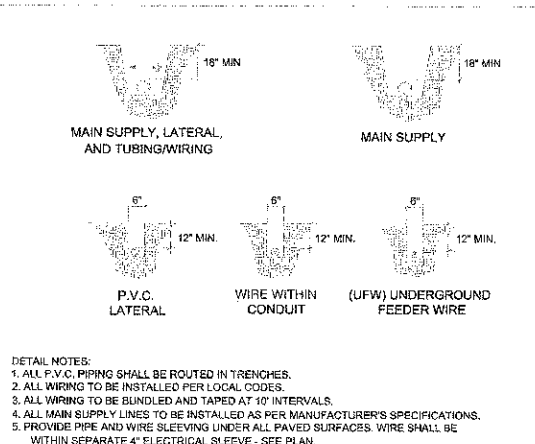 18" MIN
18" MIN
MAIN SUPPLY, LATERAL,
AND TUBING/WIRING
MAIN SUPPLY
6"
6"
6"
12" MIN.
12" MIN.
12" MIN.
P.V.C.
LATERAL
WIRE WITHIN
CONDUIT
(UFW) UNDERGROUND
FEEDER WIRE
DETAIL NOTES:
1. ALL P.V.C. PIPING SHALL BE ROUTED IN TRENCHES.
2. ALL WIRING TO BE INSTALLED PER LOCAL CODES.
3. ALL WIRING TO BE BUNDLED AND TAPED AT 10' INTERVALS.
4. ALL MAIN SUPPLY LINES TO BE INSTALLED AS PER MANUFACTURER'S SPECIFICATIONS.
5. PROVIDE PIPE AND WIRE SLEEVING UNDER ALL PAVED SURFACES. WIRE SHALL BE
WITHIN SEPARATE 4" ELECTRICAL SLEEVE - SEE PLAN